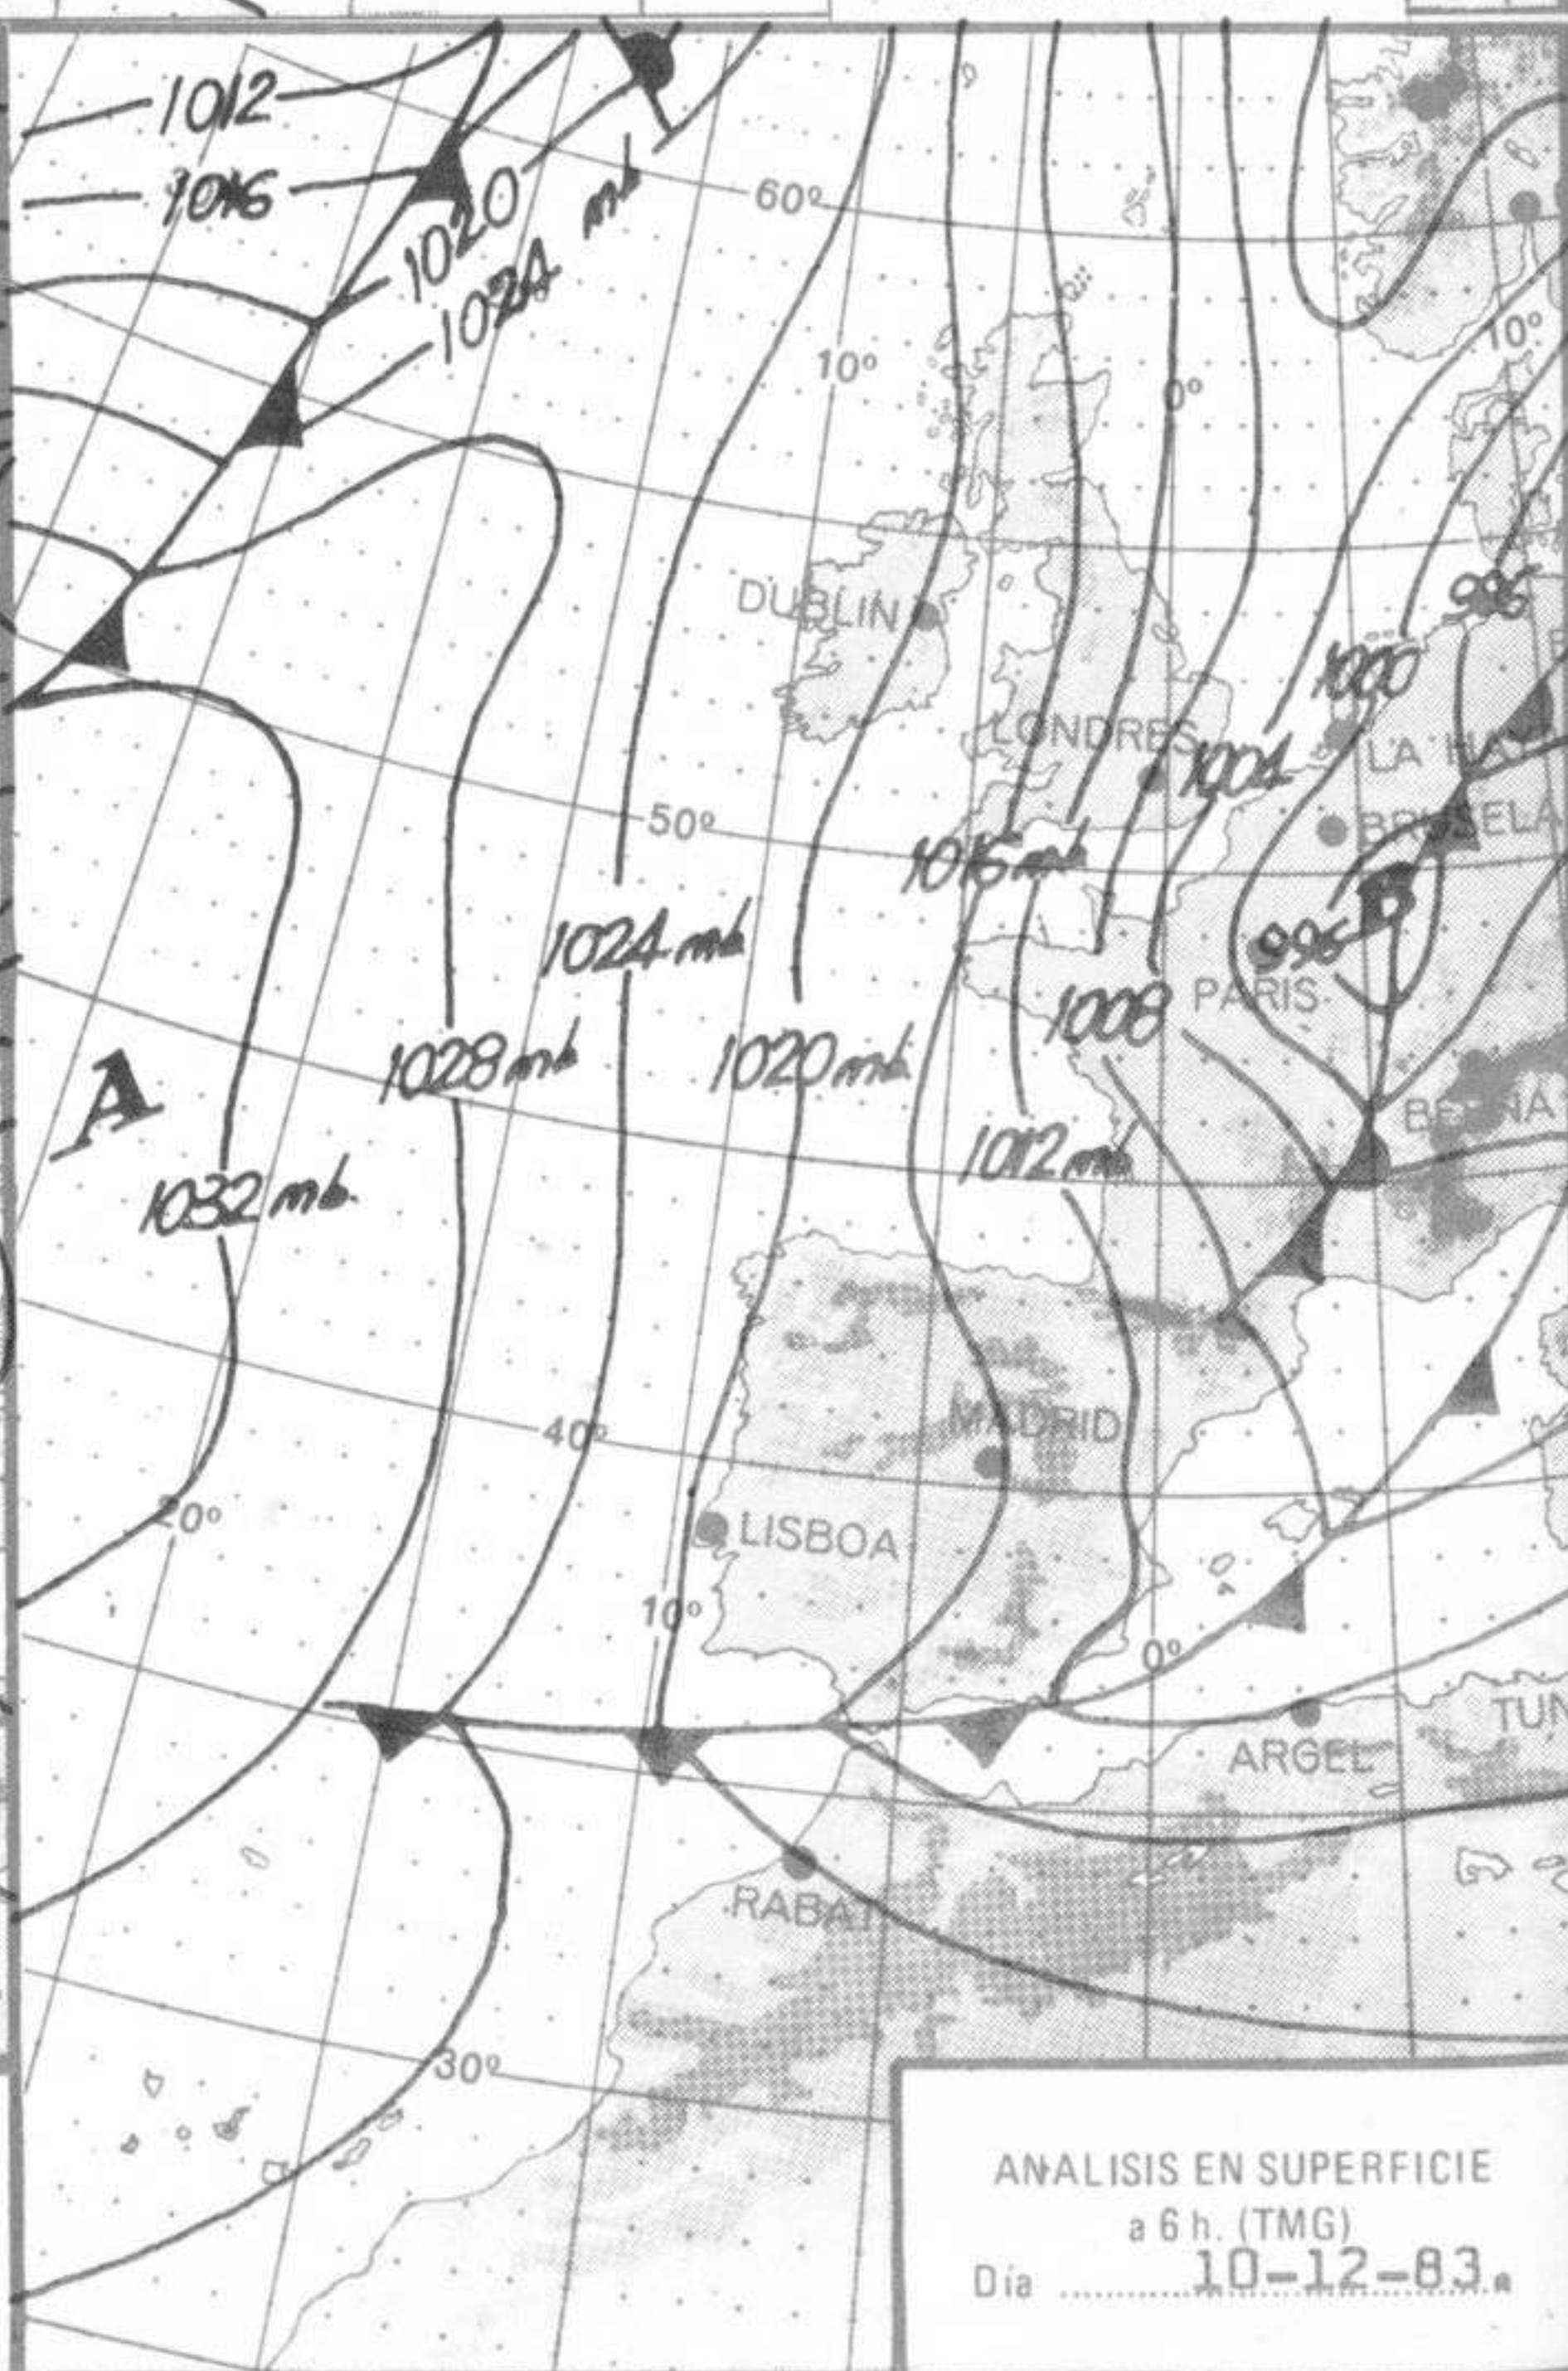 1012
1016
1020
1024 mb
60º
10º
0º
10º
DUBLIN
996
1000
LONDRES
LA HAY
1004
50º
BRUSELA
1016 mb
B
1024 mb
996
PARIS
1008
1028 mb
1020 mb
A
BERNA
1012 mb
1032 mb.
MADRID
40º
20º
LISBOA
10º
0º
TUN
ARGEL
RABAT
30º
ANALISIS EN SUPERFICIE
a 6 h. (TMG)
Día 10-12-83.